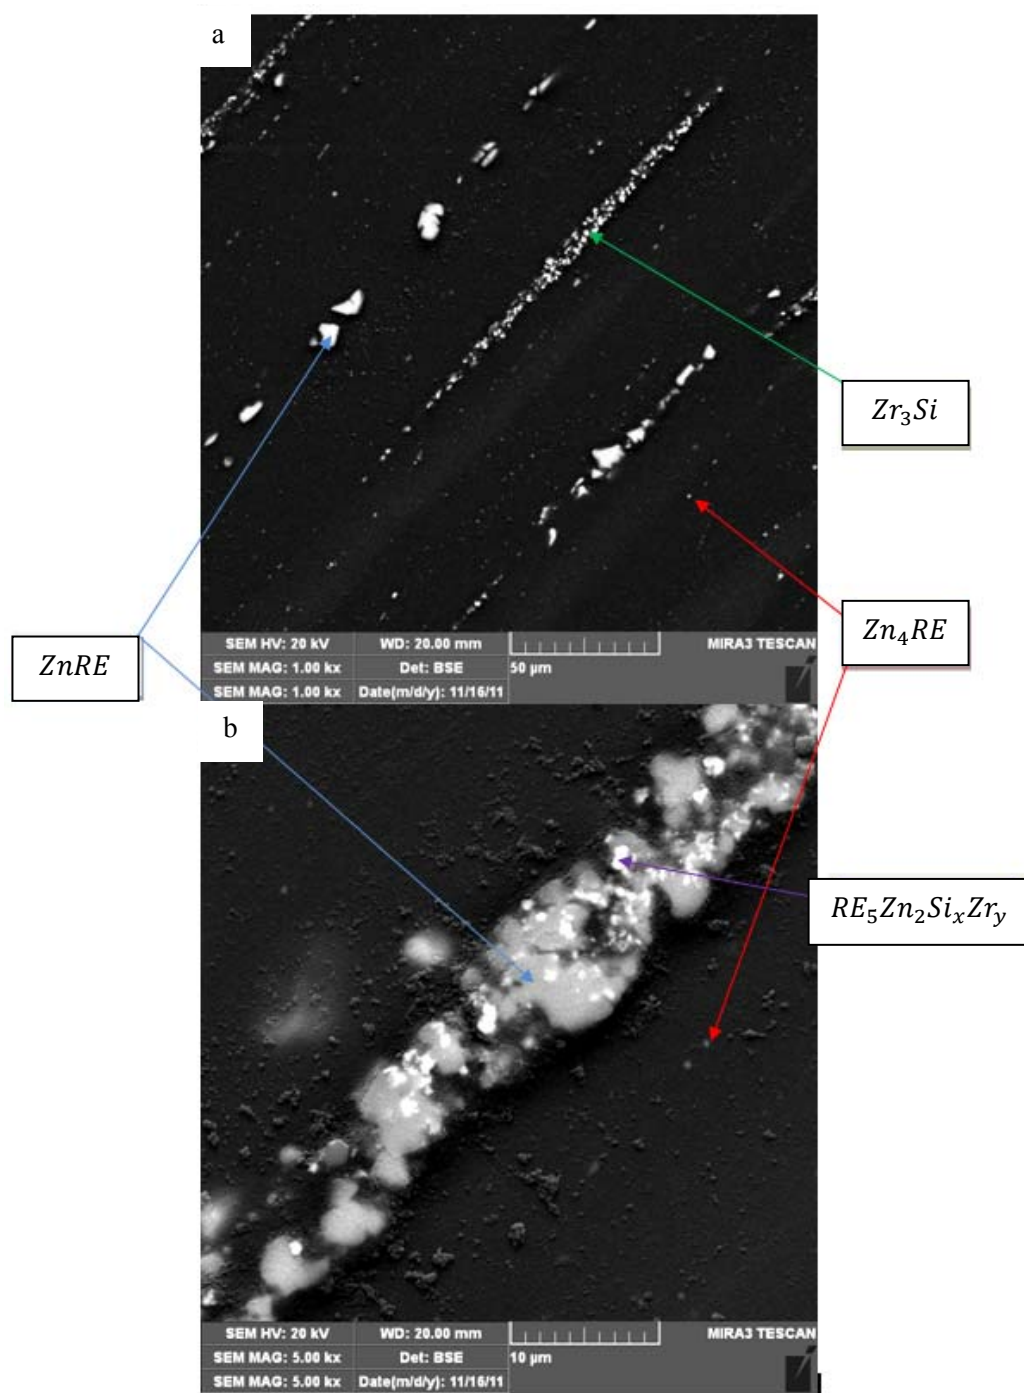 a
Zr₃Si
Zn₄RE
ZnRE
SEM HV: 20 kV WD: 20.00 mm MIRA3 TESCAN
SEM MAG: 1.00 kx Det: BSE 50 µm
SEM MAG: 1.00 kx Date(m/d/y): 11/16/11
b
RE₅Zn₂SiₓZrᵧ
SEM HV: 20 kV WD: 20.00 mm MIRA3 TESCAN
SEM MAG: 5.00 kx Det: BSE 10 µm
SEM MAG: 5.00 kx Date(m/d/y): 11/16/11